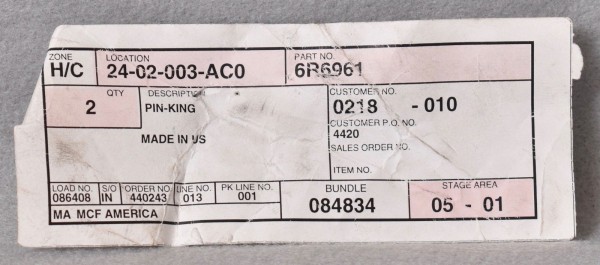 ZONE LOCATION PART NO.
H/C 24-02-003-AC0 6R6961
QTY DESCRIPTION CUSTOMER NO.
2 PIN-KING 0218 -010
CUSTOMER P.O. NO.
4420
MADE IN US
SALES ORDER NO.
ITEM NO.
LOAD NO. S/O ORDER NO. LINE NO. PK LINE NO. BUNDLE STAGE AREA
086408 IN 440243 013 001 084834 05 - 01
MA MCF AMERICA